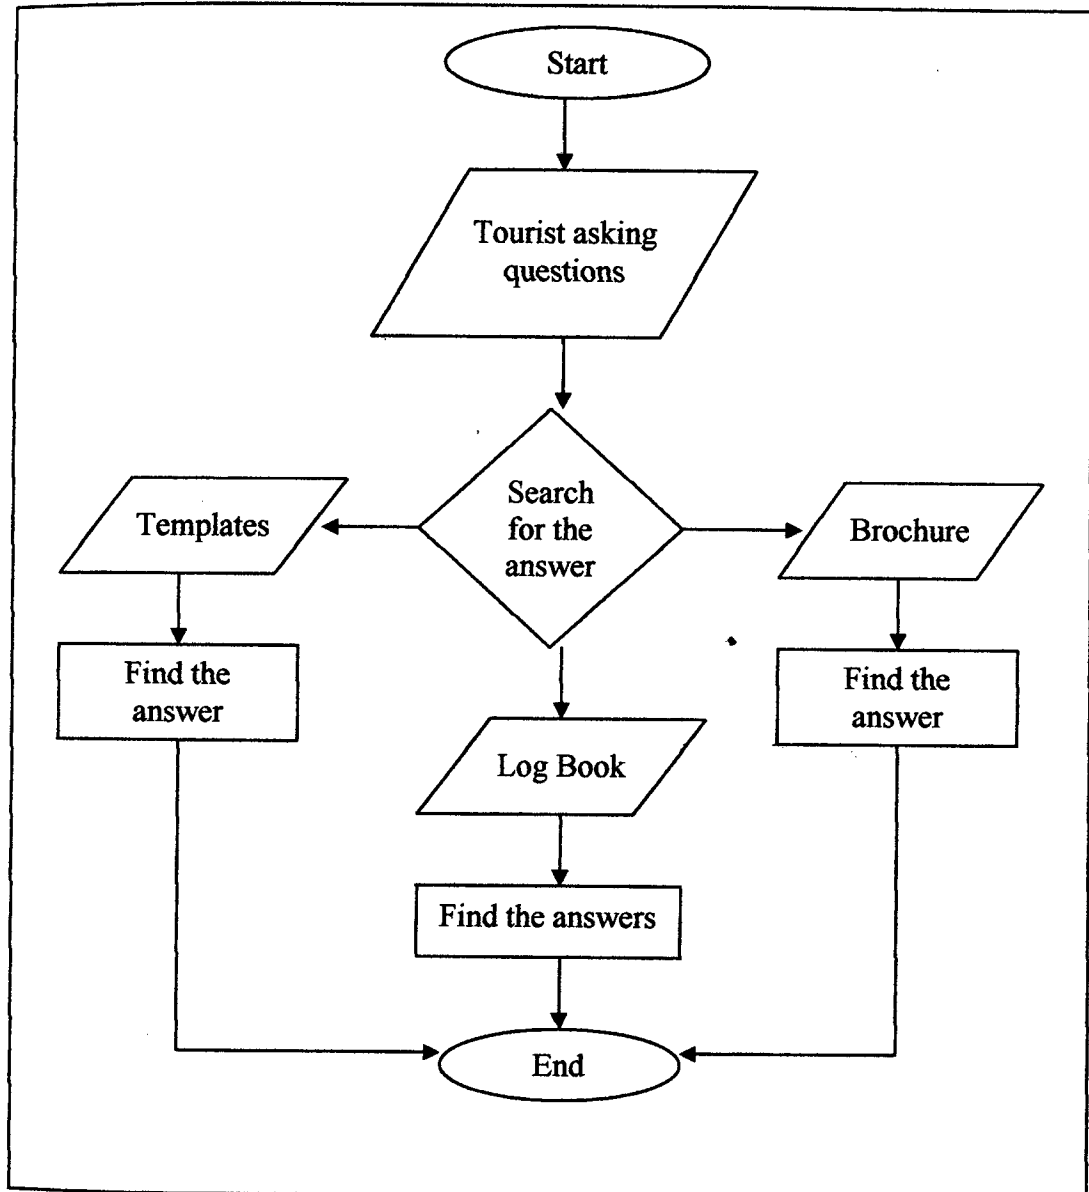 Start
Tourist asking
questions
Search
for the
answer
Templates
Brochure
Find the
answer
Find the
answer
Log Book
Find the answers
End